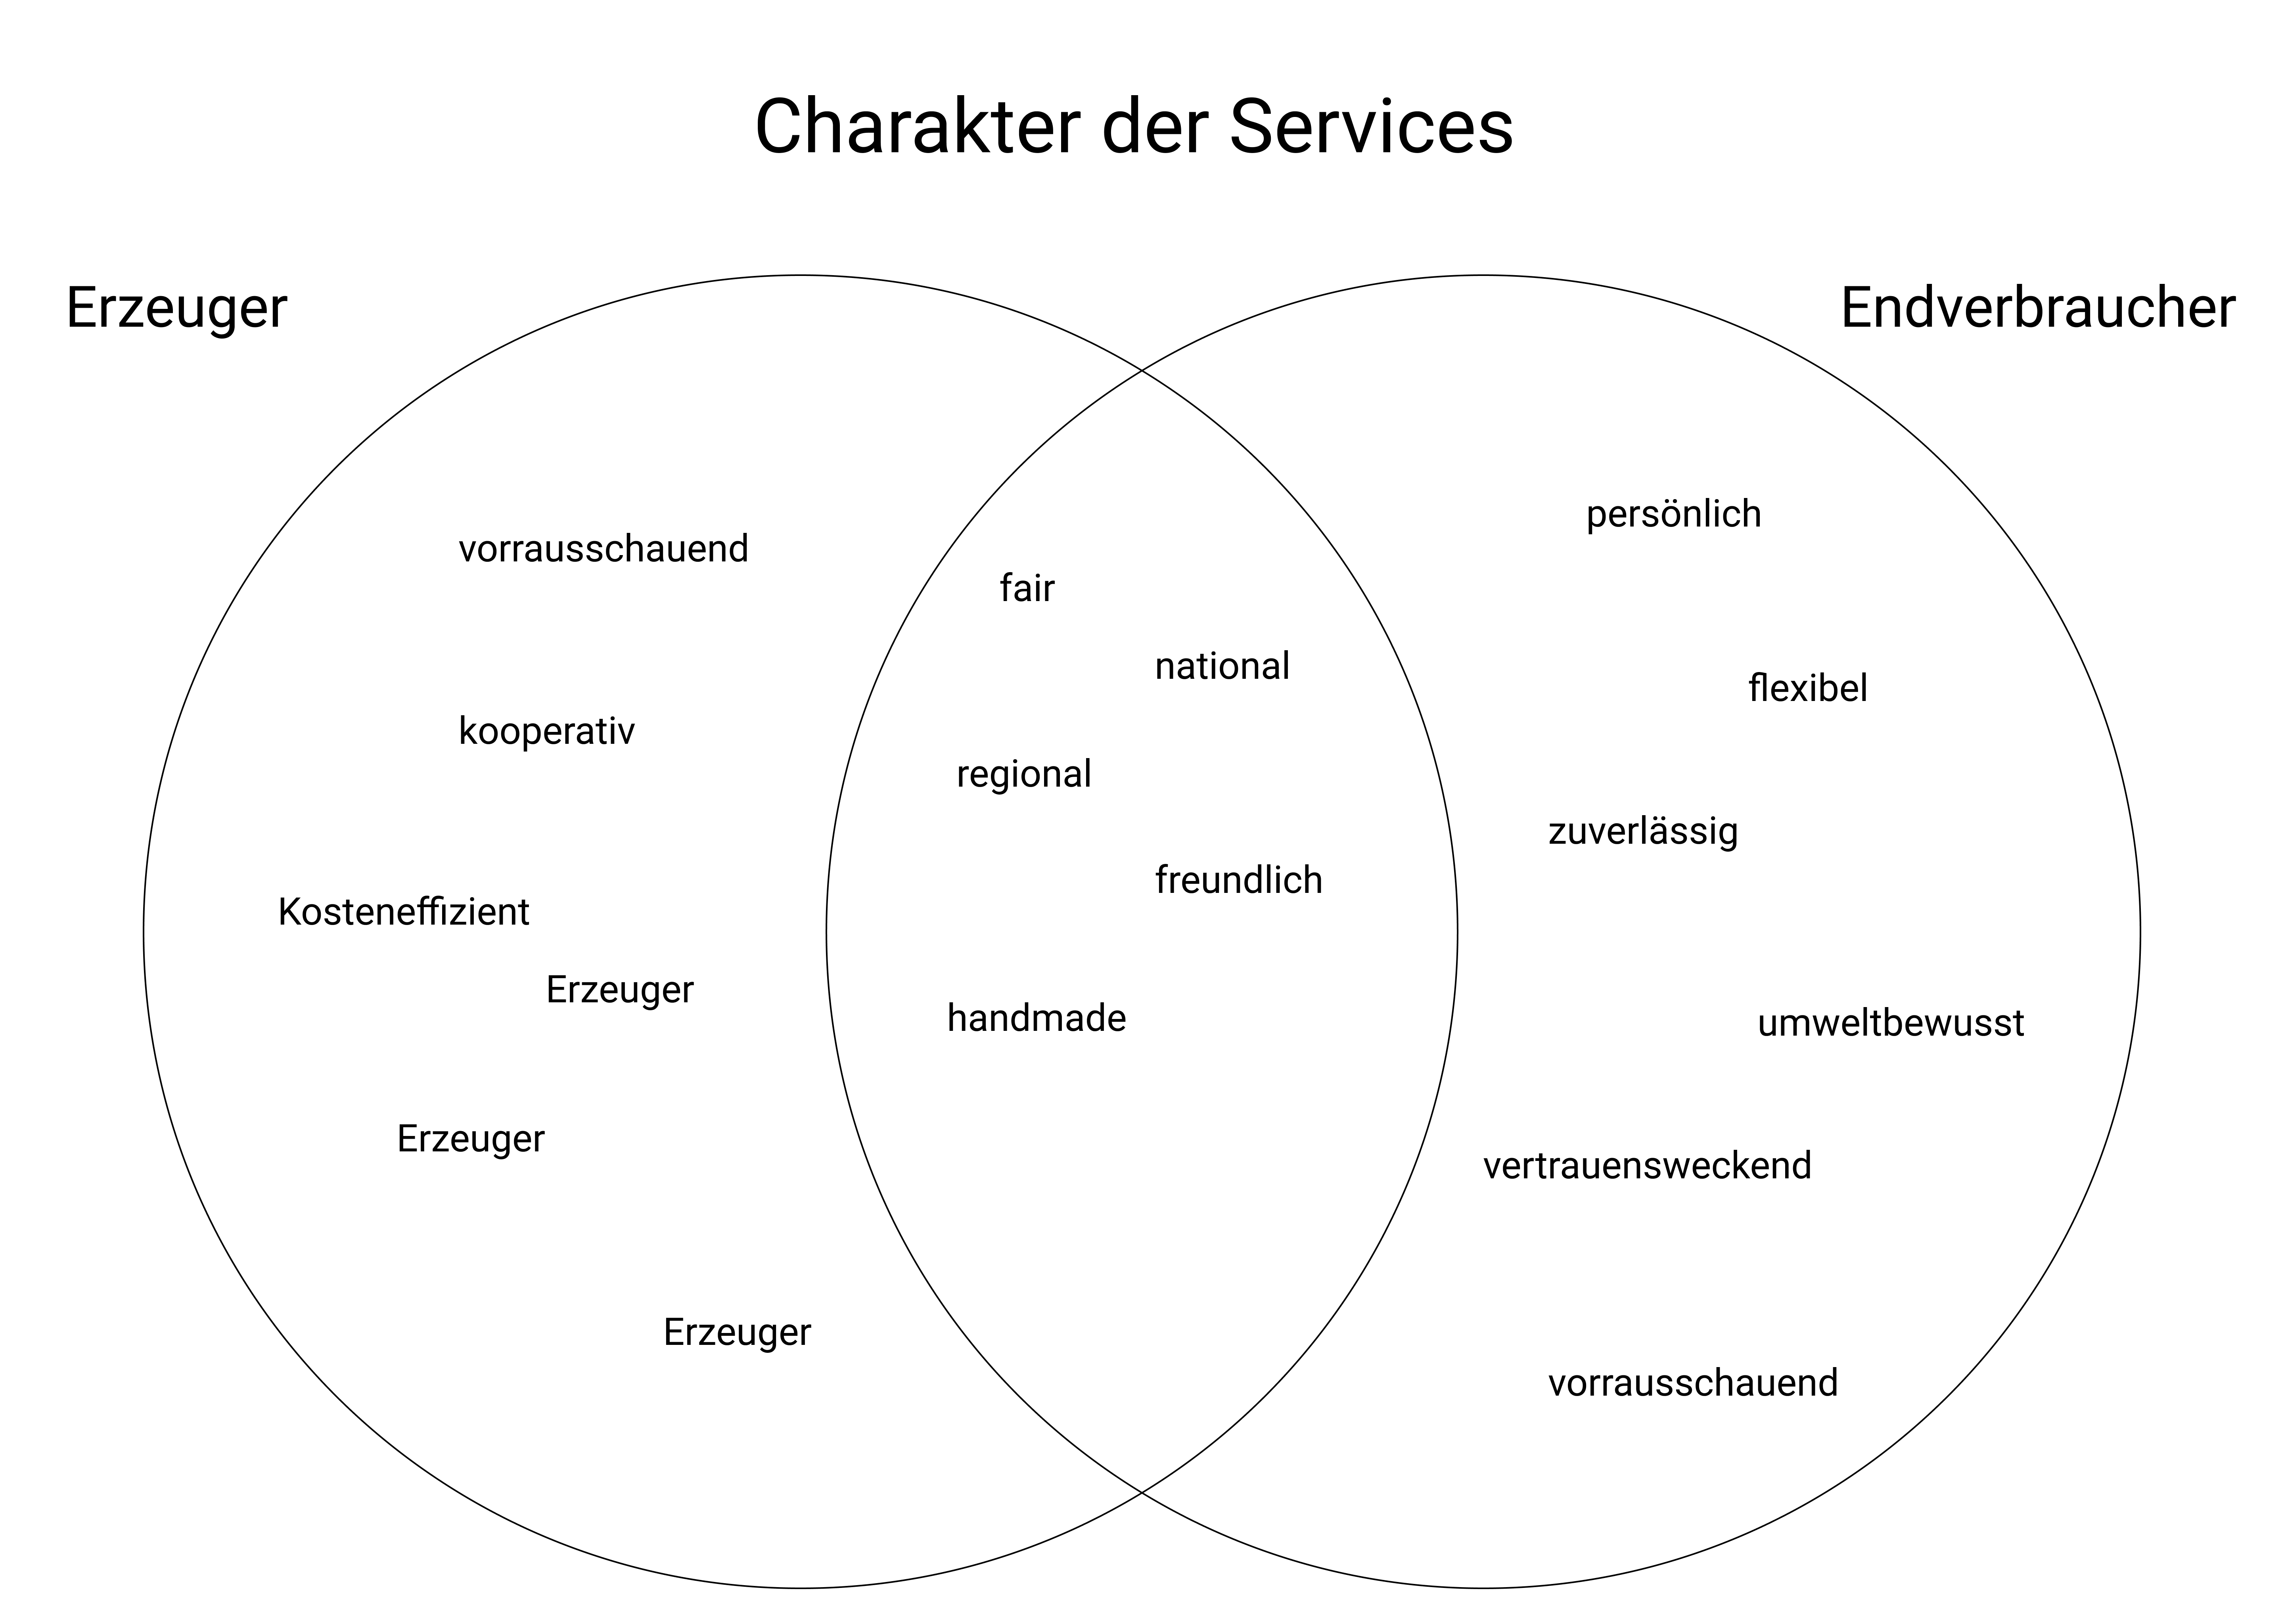 Charakter der Services
Erzeuger
Endverbraucher
vorrausschauend
kooperativ
Kosteneffizient
Erzeuger
Erzeuger
Erzeuger
fair
national
regional
freundlich
handmade
persönlich
flexibel
zuverlässig
umweltbewusst
vertrauensweckend
vorrausschauend